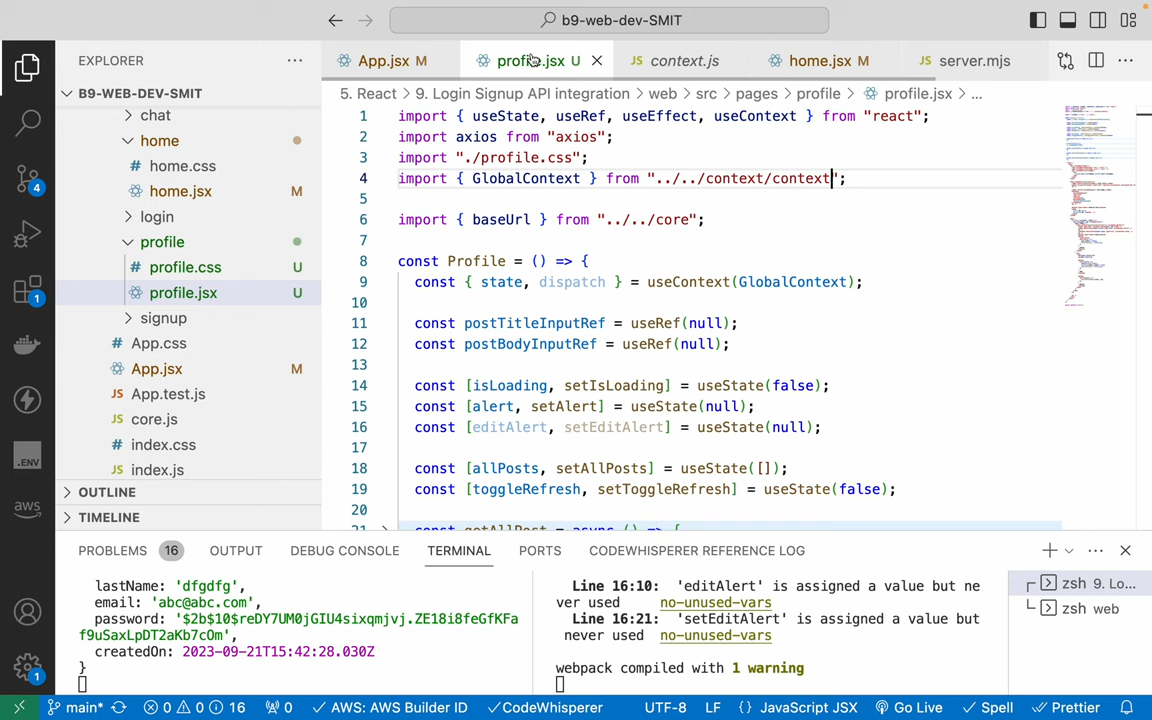 b9-web-dev-SMIT
EXPLORER
App.jsx M
profile.jsx U
context.js
home.jsx M
server.mjs
B9-WEB-DEV-SMIT
5. React > 9. Login Signup API integration > web > src > pages > profile > profile.jsx > ...
chat
home
home.css
home.jsx M
login
profile
profile.css U
profile.jsx U
signup
App.css
App.jsx M
App.test.js
core.js
index.css
index.js
OUTLINE
TIMELINE
4
1
.ENV
aws
1
1 import { useState, useRef, useEffect, useContext } from "react";
2 import axios from "axios";
3 import "./profile.css";
4 import { GlobalContext } from "../../context/context";
5
6 import { baseUrl } from "../../core";
7
8 const Profile = () => {
9 const { state, dispatch } = useContext(GlobalContext);
10
11 const postTitleInputRef = useRef(null);
12 const postBodyInputRef = useRef(null);
13
14 const [isLoading, setIsLoading] = useState(false);
15 const [alert, setAlert] = useState(null);
16 const [editAlert, setEditAlert] = useState(null);
17
18 const [allPosts, setAllPosts] = useState([]);
19 const [toggleRefresh, setToggleRefresh] = useState(false);
20
21 const getAllPost = async () => {
PROBLEMS 16 OUTPUT DEBUG CONSOLE TERMINAL PORTS CODEWHISPERER REFERENCE LOG
lastName: 'dfgdfg',
email: 'abc@abc.com',
password: '$2b$10$reDY7UM0jGIU4sixqmjvj.ZE18i8feGfKFa
f9uSaxLpDT2aKb7cOm',
createdOn: 2023-09-21T15:42:28.030Z
}
Line 16:10: 'editAlert' is assigned a value but ne
ver used no-unused-vars
Line 16:21: 'setEditAlert' is assigned a value but
never used no-unused-vars
webpack compiled with 1 warning
zsh 9. Lo...
zsh web
main* 0 0 16 0 AWS: AWS Builder ID CodeWhisperer UTF-8 LF {} JavaScript JSX Go Live Spell Prettier